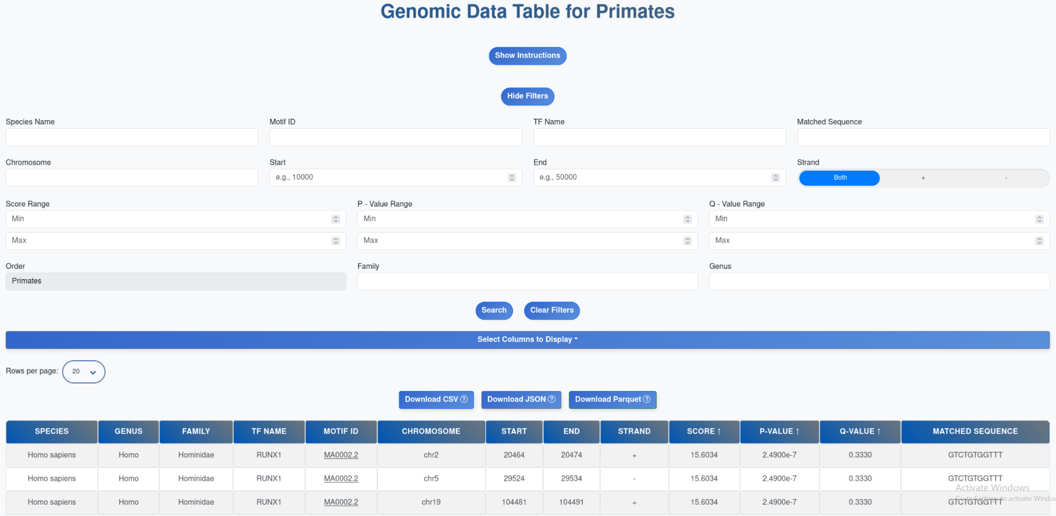 Genomic Data Table for Primates
Show Instructions
Hide Filters
Species Name Motif ID TF Name Matched Sequence
Chromosome Start End Strand
e.g., 10000 e.g., 50000 Both + -
Score Range P - Value Range Q - Value Range
Min Min Min
Max Max Max
Order Family Genus
Primates
Search Clear Filters
Select Columns to Display
Rows per page: 20
Download CSV ? Download JSON ? Download Parquet ?
SPECIES GENUS FAMILY TF NAME MOTIF ID CHROMOSOME START END STRAND SCORE ↑ P-VALUE ↑ Q-VALUE ↑ MATCHED SEQUENCE
Homo sapiens Homo Hominidae RUNX1 MA0002.2 chr2 20464 20474 + 15.6034 2.4900e-7 0.3330 GTCTGTGGTTT
Homo sapiens Homo Hominidae RUNX1 MA0002.2 chr5 29524 29534 - 15.6034 2.4900e-7 0.3330 GTCTGTGGTTT
Activate Windows
Homo sapiens Homo Hominidae RUNX1 MA0002.2 chr19 104481 104491 + 15.6034 2.4900e-7 0.3330 GTCTGTGGTTT
to activate Windows